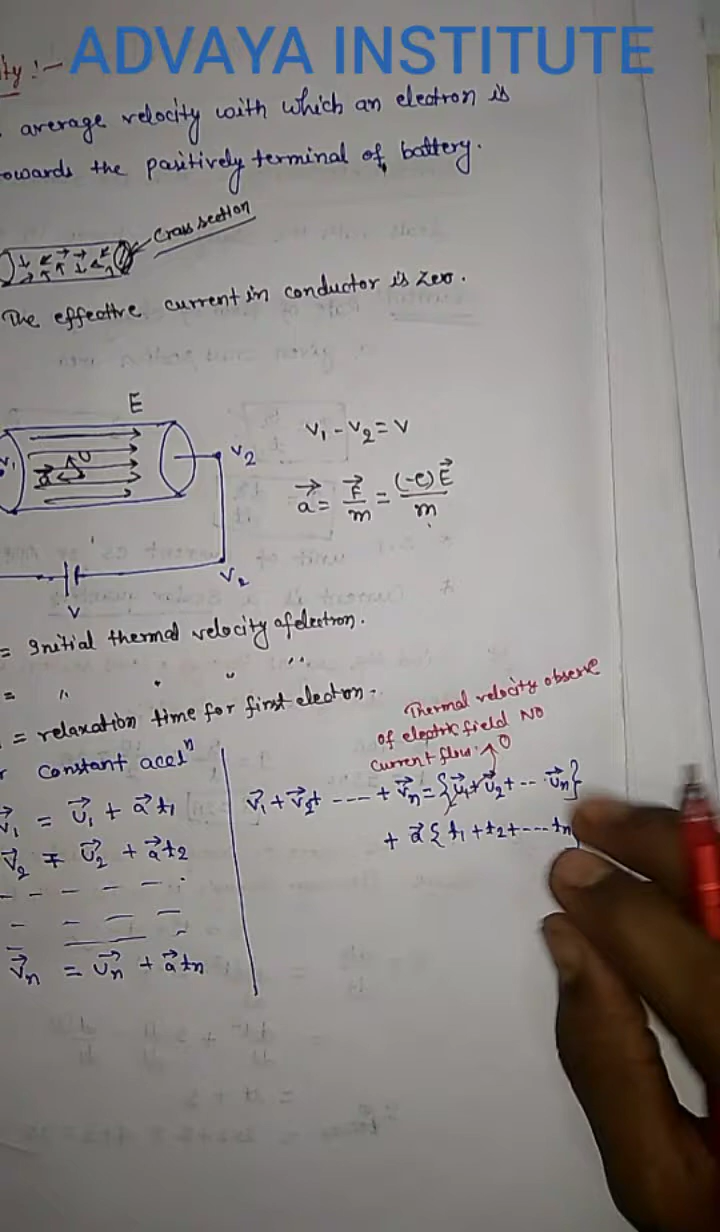 ADVAYA INSTITUTE
ity :-
average velocity with which an electron is
owards the pasitively terminal of battery.
Cross section
The effective current in conductor is zero.
E
V₁ - V₂ = V
V₁
a⃗ U
V₂
a⃗ = F⃗/m = (-e)E⃗/m
V₂
V
= Initial thermal velocity of electron.
= " " " "
= relaxation time for first electron.
Thermal velocity observe
of electric field NO
current flow. 0
constant accelⁿ
V⃗₁ = U⃗₁ + a⃗t₁
V⃗₂ = U⃗₂ + a⃗t₂
- - - - -
- - -
V⃗n = U⃗n + a⃗tn
V⃗₁ + V⃗₂ + --- + V⃗n = {U⃗₁ + U⃗₂ + -- U⃗n}
+ a⃗ {t₁ + t₂ + --- tn}